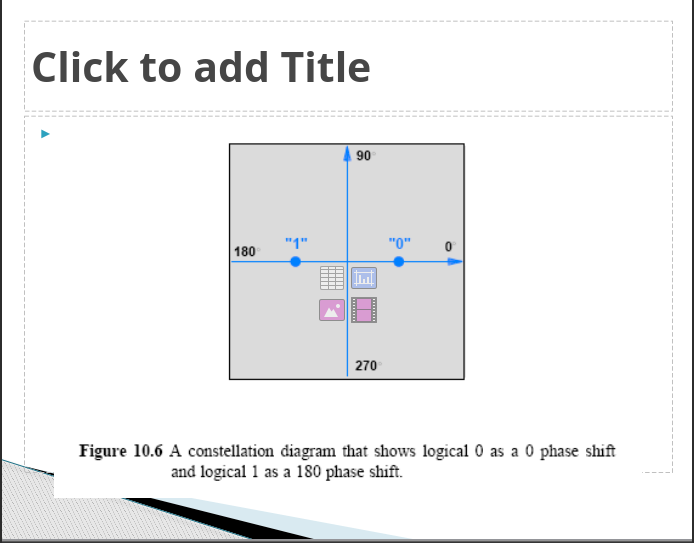 Click to add Title
90°
"1" "0"
180° 0°
270°
Figure 10.6 A constellation diagram that shows logical 0 as a 0 phase shift
and logical 1 as a 180 phase shift.